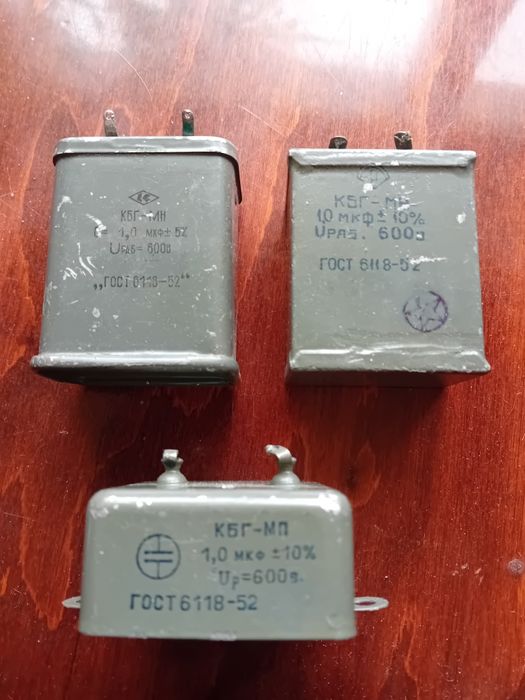 КБГ-МН
С= 1,0 мкф± 5%
Uраб= 600в
„ГОСТ 6118-52"
КБГ-МН
1,0 мкф ± 10%
Uраб. 600в
ГОСТ 6118-52
КБГ-МП
1,0 мкф ±10%
Uр=600в.
ГОСТ 6118-52